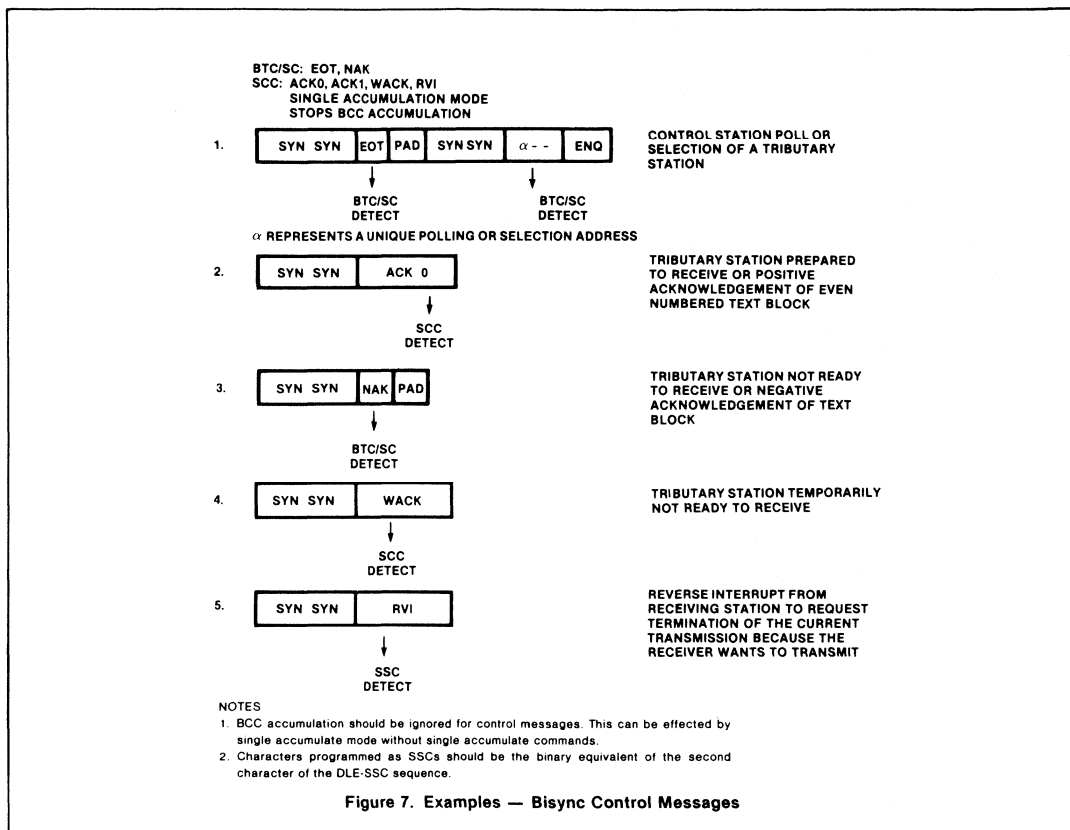 BTC/SC: EOT, NAK
SCC: ACK0, ACK1, WACK, RVI
SINGLE ACCUMULATION MODE
STOPS BCC ACCUMULATION
1. SYN SYN EOT PAD SYN SYN α - - ENQ
CONTROL STATION POLL OR
SELECTION OF A TRIBUTARY
STATION
BTC/SC
DETECT
BTC/SC
DETECT
α REPRESENTS A UNIQUE POLLING OR SELECTION ADDRESS
2. SYN SYN ACK 0
TRIBUTARY STATION PREPARED
TO RECEIVE OR POSITIVE
ACKNOWLEDGEMENT OF EVEN
NUMBERED TEXT BLOCK
SCC
DETECT
3. SYN SYN NAK PAD
TRIBUTARY STATION NOT READY
TO RECEIVE OR NEGATIVE
ACKNOWLEDGEMENT OF TEXT
BLOCK
BTC/SC
DETECT
4. SYN SYN WACK
TRIBUTARY STATION TEMPORARILY
NOT READY TO RECEIVE
SCC
DETECT
5. SYN SYN RVI
REVERSE INTERRUPT FROM
RECEIVING STATION TO REQUEST
TERMINATION OF THE CURRENT
TRANSMISSION BECAUSE THE
RECEIVER WANTS TO TRANSMIT
SSC
DETECT
NOTES
1. BCC accumulation should be ignored for control messages. This can be effected by
single accumulate mode without single accumulate commands.
2. Characters programmed as SSCs should be the binary equivalent of the second
character of the DLE-SSC sequence.
Figure 7. Examples — Bisync Control Messages